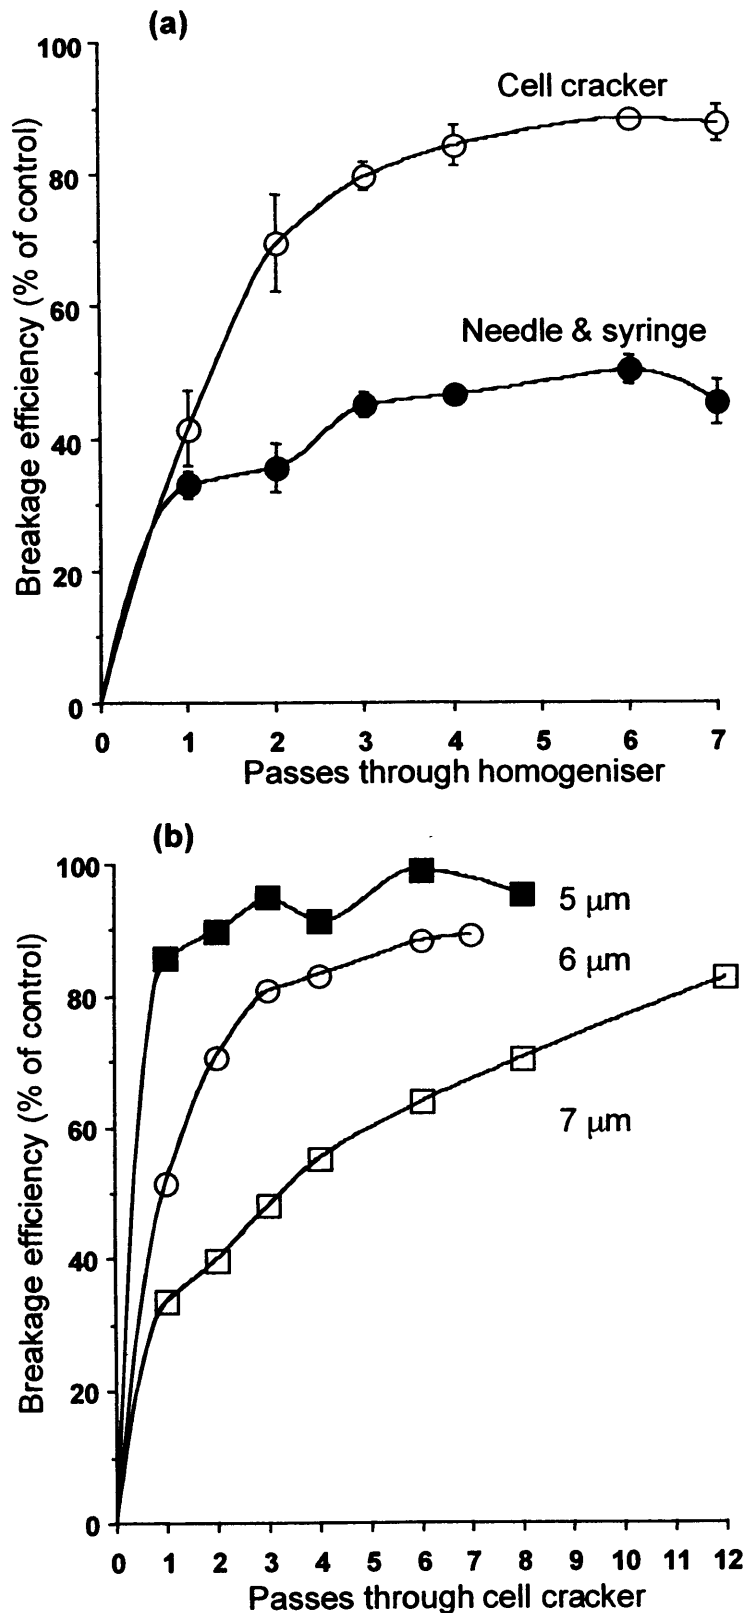 (a)
100
80
60
40
20
0
Breakage efficiency (% of control)
Cell cracker
Needle & syringe
0 1 2 3 4 5 6 7
Passes through homogeniser
(b)
100
80
60
40
20
0
Breakage efficiency (% of control)
5 μm
6 μm
7 μm
0 1 2 3 4 5 6 7 8 9 10 11 12
Passes through cell cracker